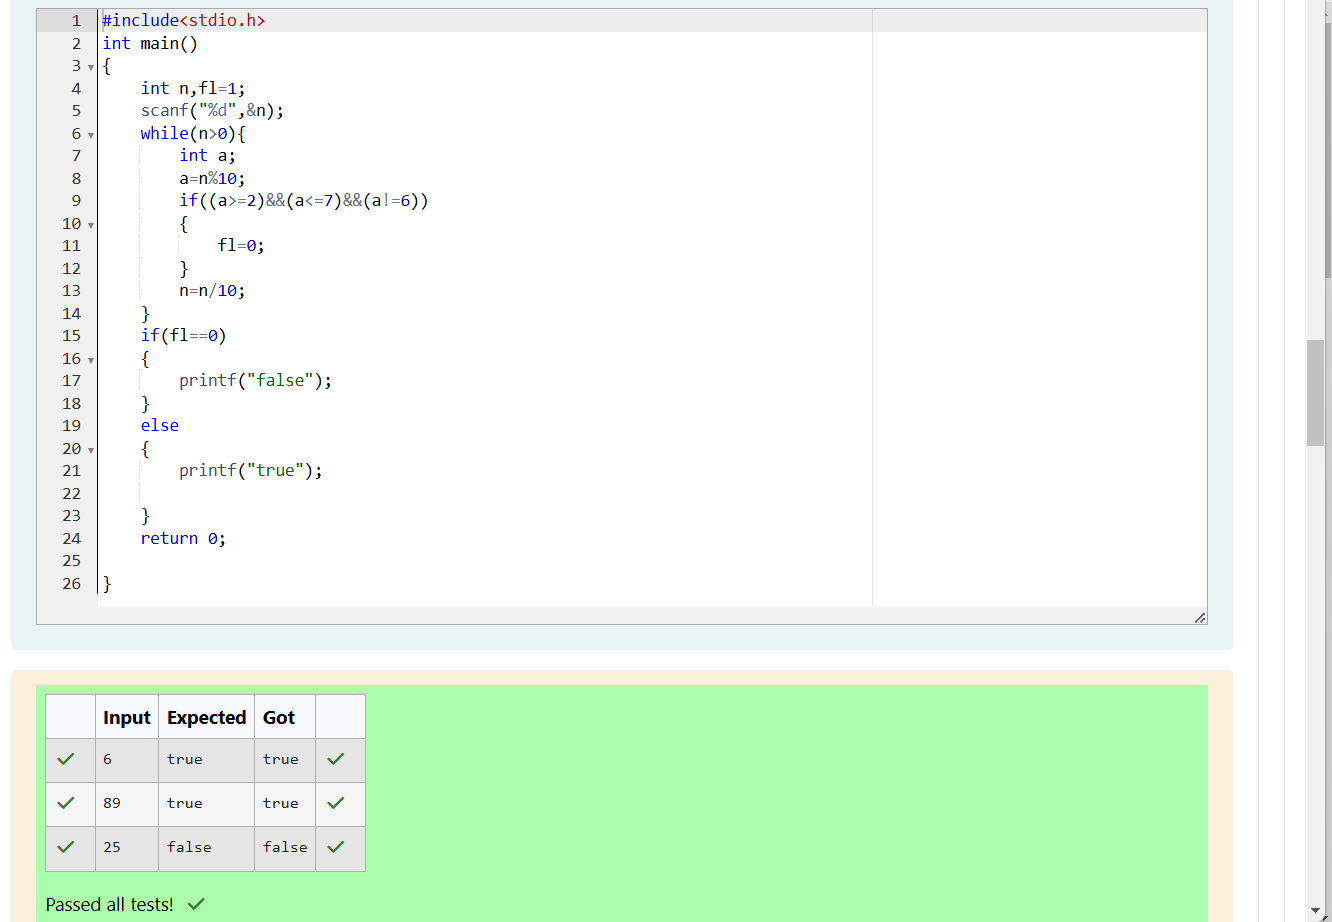 1 #include<stdio.h>
2 int main()
3 {
4     int n,fl=1;
5     scanf("%d",&n);
6     while(n>0){
7         int a;
8         a=n%10;
9         if((a>=2)&&(a<=7)&&(a!=6))
10         {
11             fl=0;
12         }
13         n=n/10;
14     }
15     if(fl==0)
16     {
17         printf("false");
18     }
19     else
20     {
21         printf("true");
22
23     }
24     return 0;
25
26 }
Input Expected Got
6 true true
89 true true
25 false false
Passed all tests!